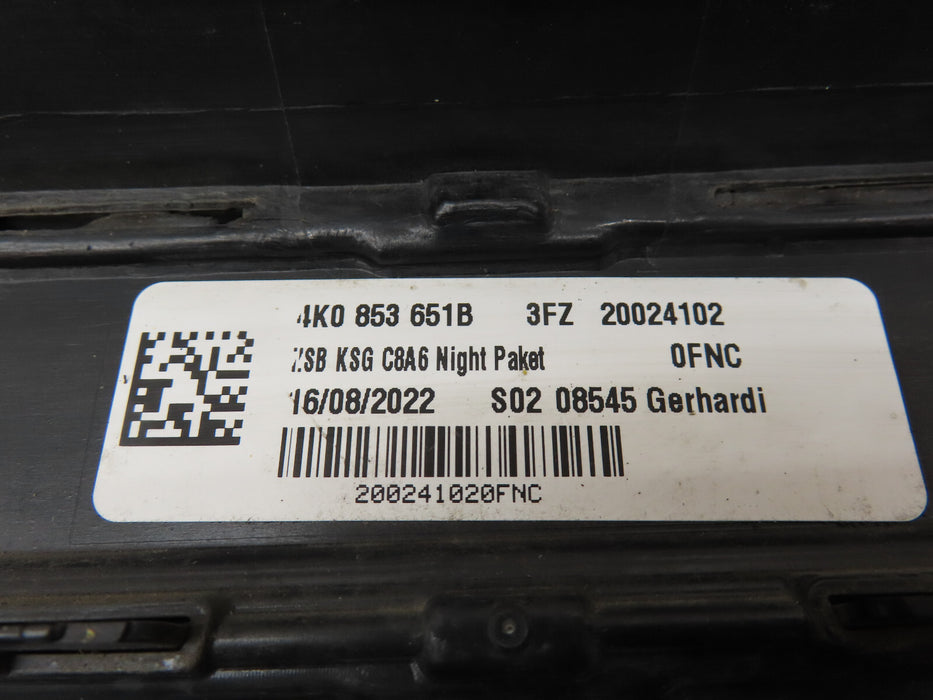 4K0 853 651B 3FZ 20024102
ZSB KSG C8A6 Night Paket 0FNC
16/08/2022 S02 08545 Gerhardi
200241020FNC